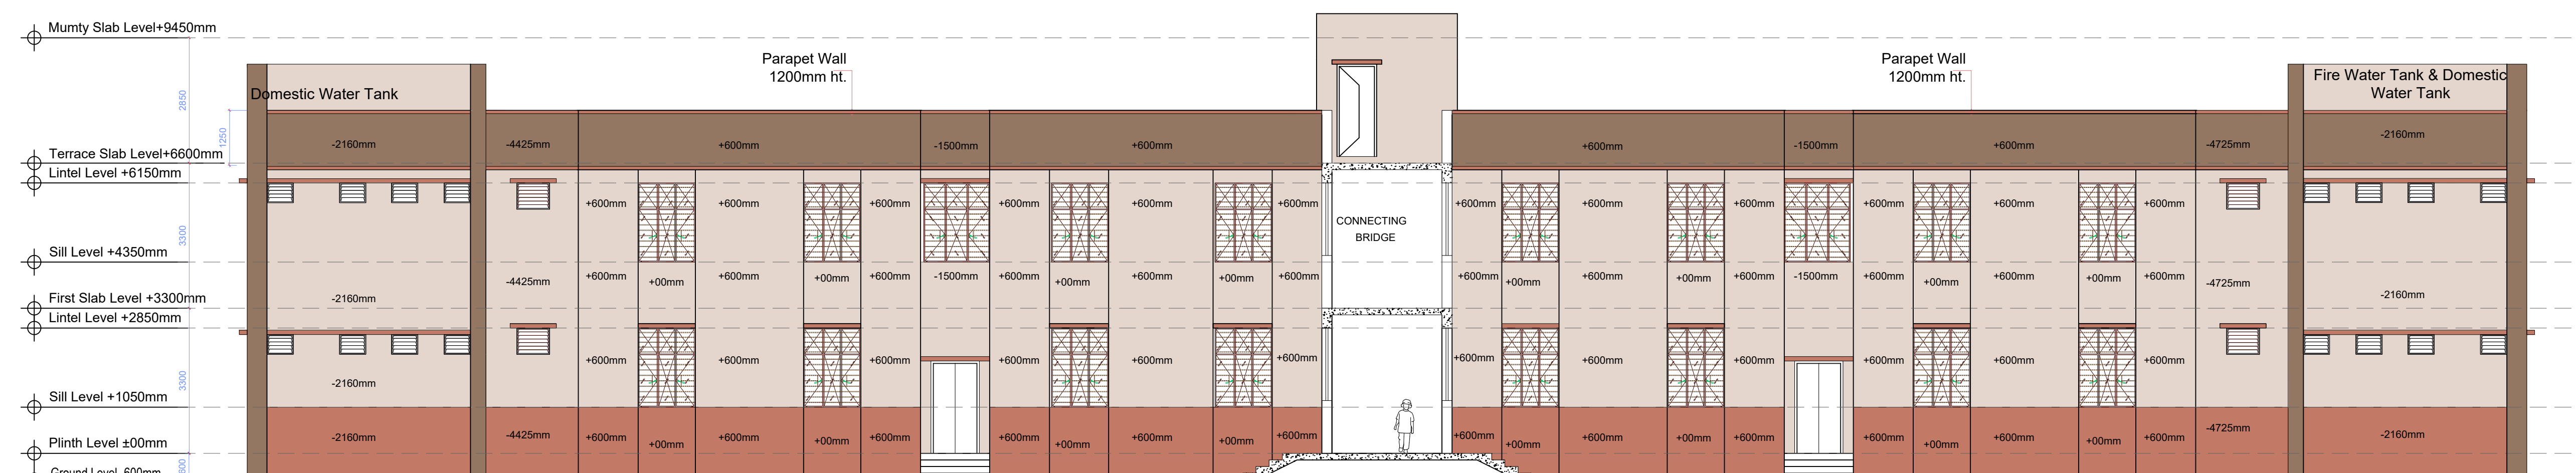 Mumty Slab Level+9450mm
Parapet Wall
1200mm ht.
Parapet Wall
1200mm ht.
Fire Water Tank & Domestic
Water Tank
Domestic Water Tank
2850
1250
-2160mm
-4425mm
+600mm
-1500mm
+600mm
+600mm
-1500mm
+600mm
-4725mm
-2160mm
Terrace Slab Level+6600mm
Lintel Level +6150mm
+600mm
+600mm
+600mm
+600mm
+600mm
+600mm
+600mm
+600mm
+600mm
+600mm
+600mm
+600mm
CONNECTING
BRIDGE
3300
Sill Level +4350mm
-4425mm
+600mm
+00mm
+600mm
+00mm
+600mm
-1500mm
+600mm
+00mm
+600mm
+00mm
+600mm
+600mm
+00mm
+600mm
+00mm
+600mm
-1500mm
+600mm
+00mm
+600mm
+00mm
+600mm
-4725mm
First Slab Level +3300mm
-2160mm
-2160mm
Lintel Level +2850mm
+600mm
+600mm
+600mm
+600mm
+600mm
+600mm
+600mm
+600mm
+600mm
+600mm
+600mm
+600mm
3300
-2160mm
Sill Level +1050mm
-2160mm
-4425mm
+600mm
+00mm
+600mm
+00mm
+600mm
+00mm
+600mm
+00mm
+600mm
+600mm
+00mm
+600mm
+00mm
+600mm
+00mm
+600mm
+00mm
+600mm
-4725mm
-2160mm
Plinth Level ±00mm